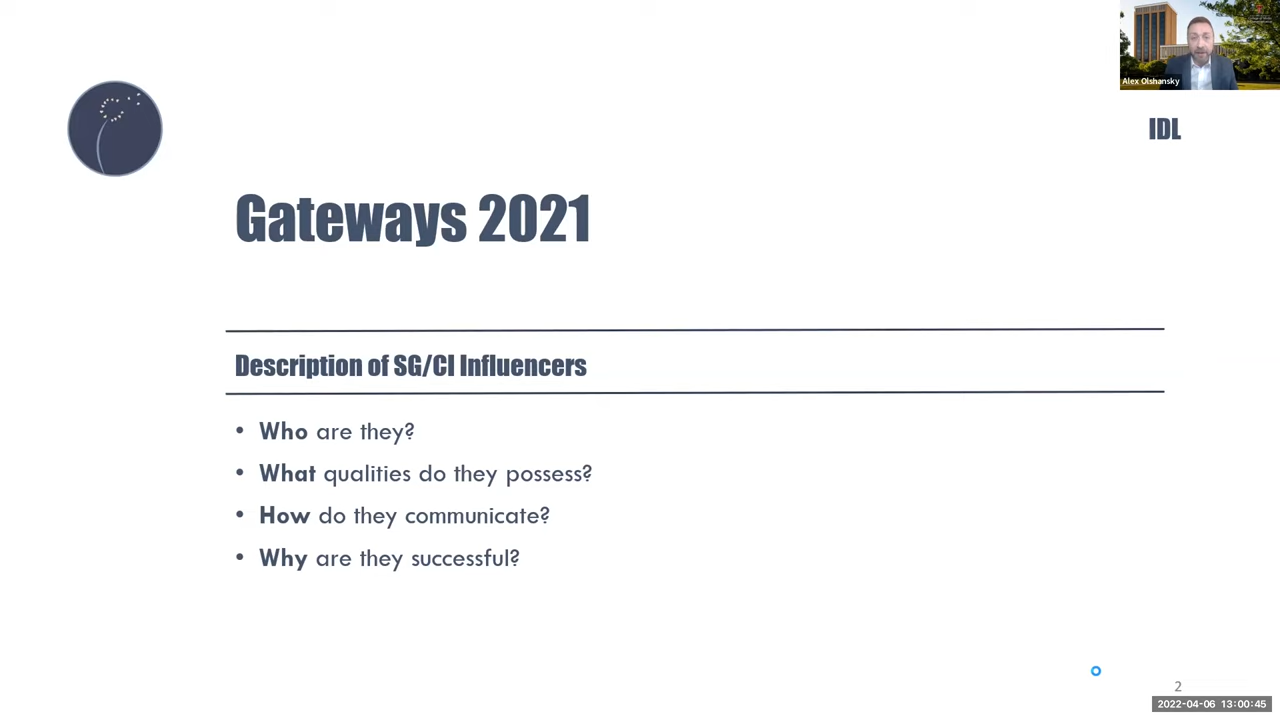 Alex Olshansky
IDL
Gateways 2021
Description of SG/CI Influencers
• Who are they?
• What qualities do they possess?
• How do they communicate?
• Why are they successful?
2
2022-04-06 13:00:45